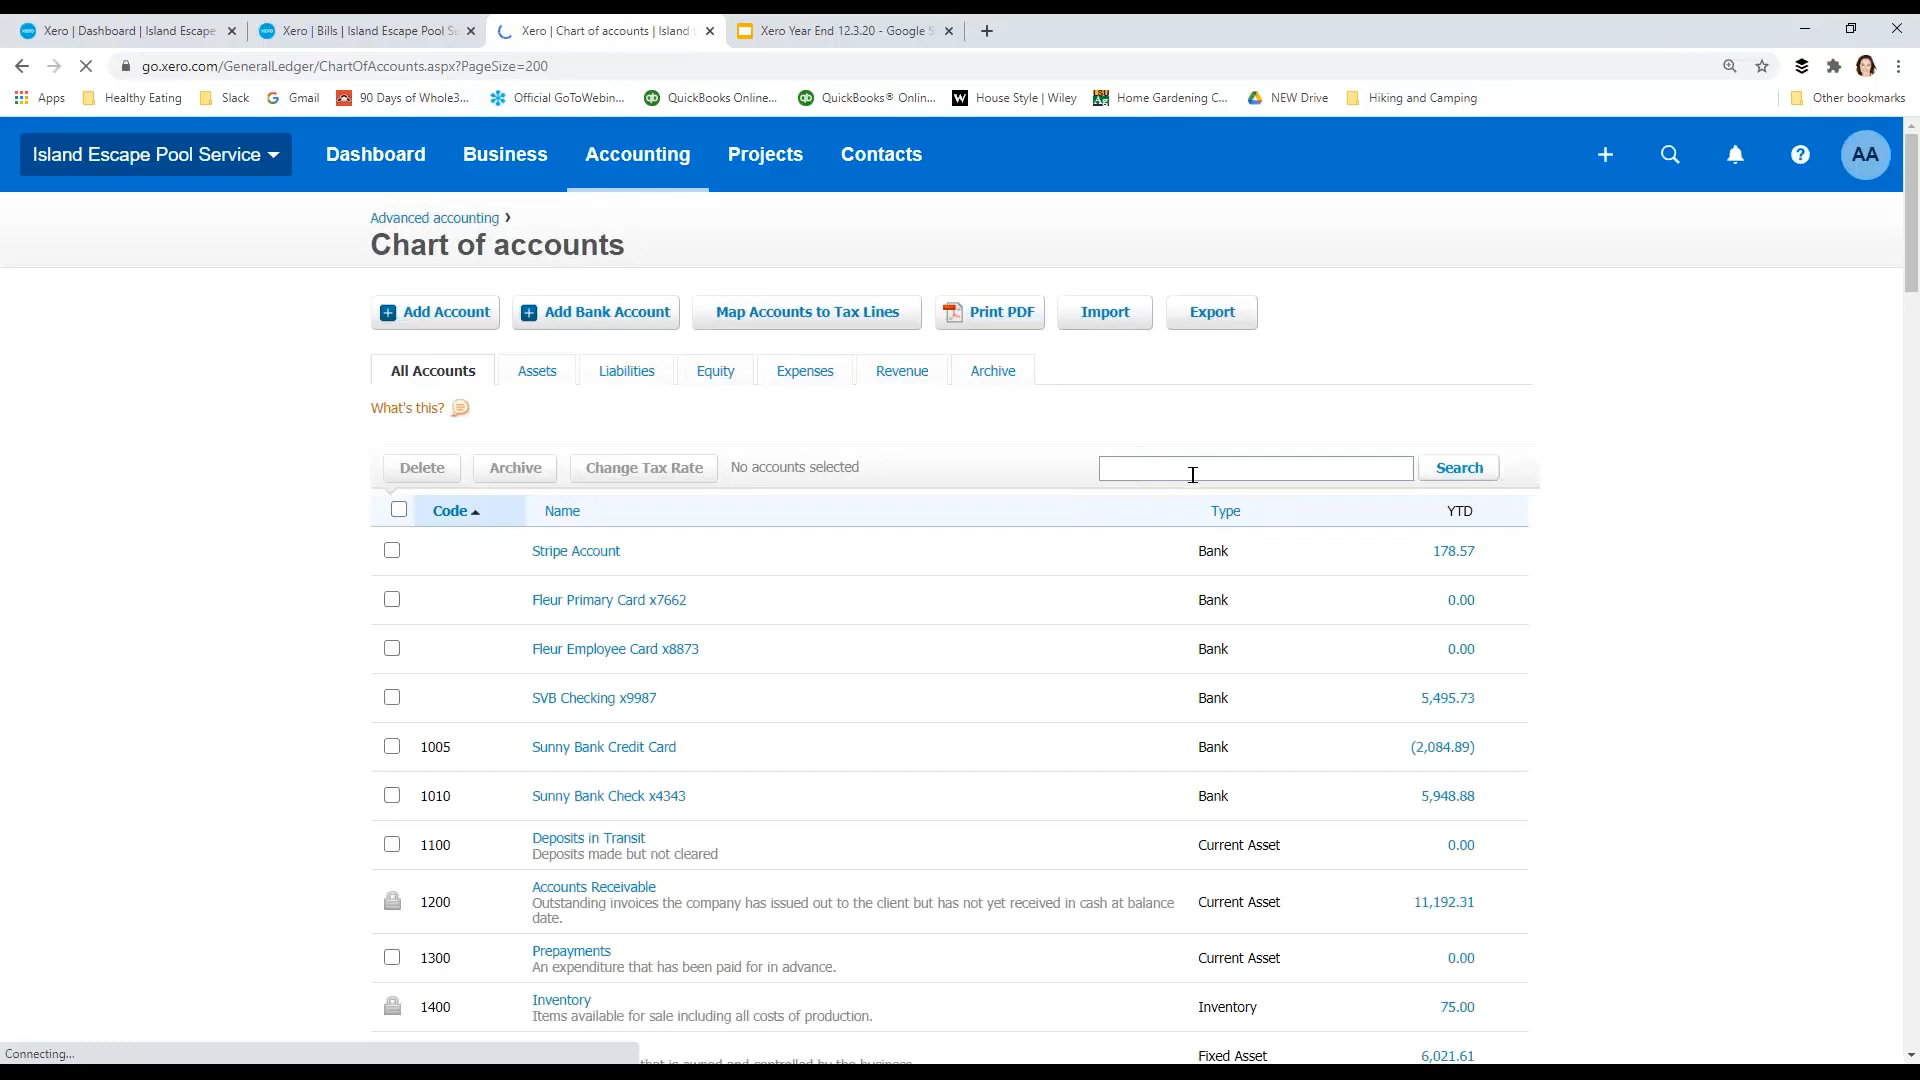 Xero | Dashboard | Island Escape
Xero | Bills | Island Escape Pool S
Xero | Chart of accounts | Island
Xero Year End 12.3.20 - Google S
go.xero.com/GeneralLedger/ChartOfAccounts.aspx?PageSize=200
Apps
Healthy Eating
Slack
Gmail
90 Days of Whole3...
Official GoToWebin...
QuickBooks Online...
QuickBooks® Onlin...
House Style | Wiley
Home Gardening C...
NEW Drive
Hiking and Camping
Other bookmarks
Island Escape Pool Service
Dashboard
Business
Accounting
Projects
Contacts
AA
Advanced accounting ›
Chart of accounts
Add Account
Add Bank Account
Map Accounts to Tax Lines
Print PDF
Import
Export
All Accounts
Assets
Liabilities
Equity
Expenses
Revenue
Archive
What's this?
Delete
Archive
Change Tax Rate
No accounts selected
Search
Code Name Type YTD
Stripe Account Bank 178.57
Fleur Primary Card x7662 Bank 0.00
Fleur Employee Card x8873 Bank 0.00
SVB Checking x9987 Bank 5,495.73
1005 Sunny Bank Credit Card Bank (2,084.89)
1010 Sunny Bank Check x4343 Bank 5,948.88
1100 Deposits in Transit Current Asset 0.00
Deposits made but not cleared
1200 Accounts Receivable Current Asset 11,192.31
Outstanding invoices the company has issued out to the client but has not yet received in cash at balance
date.
1300 Prepayments Current Asset 0.00
An expenditure that has been paid for in advance.
1400 Inventory Inventory 75.00
Items available for sale including all costs of production.
Fixed Asset 6,021.61
that is owned and controlled by the business
Connecting...